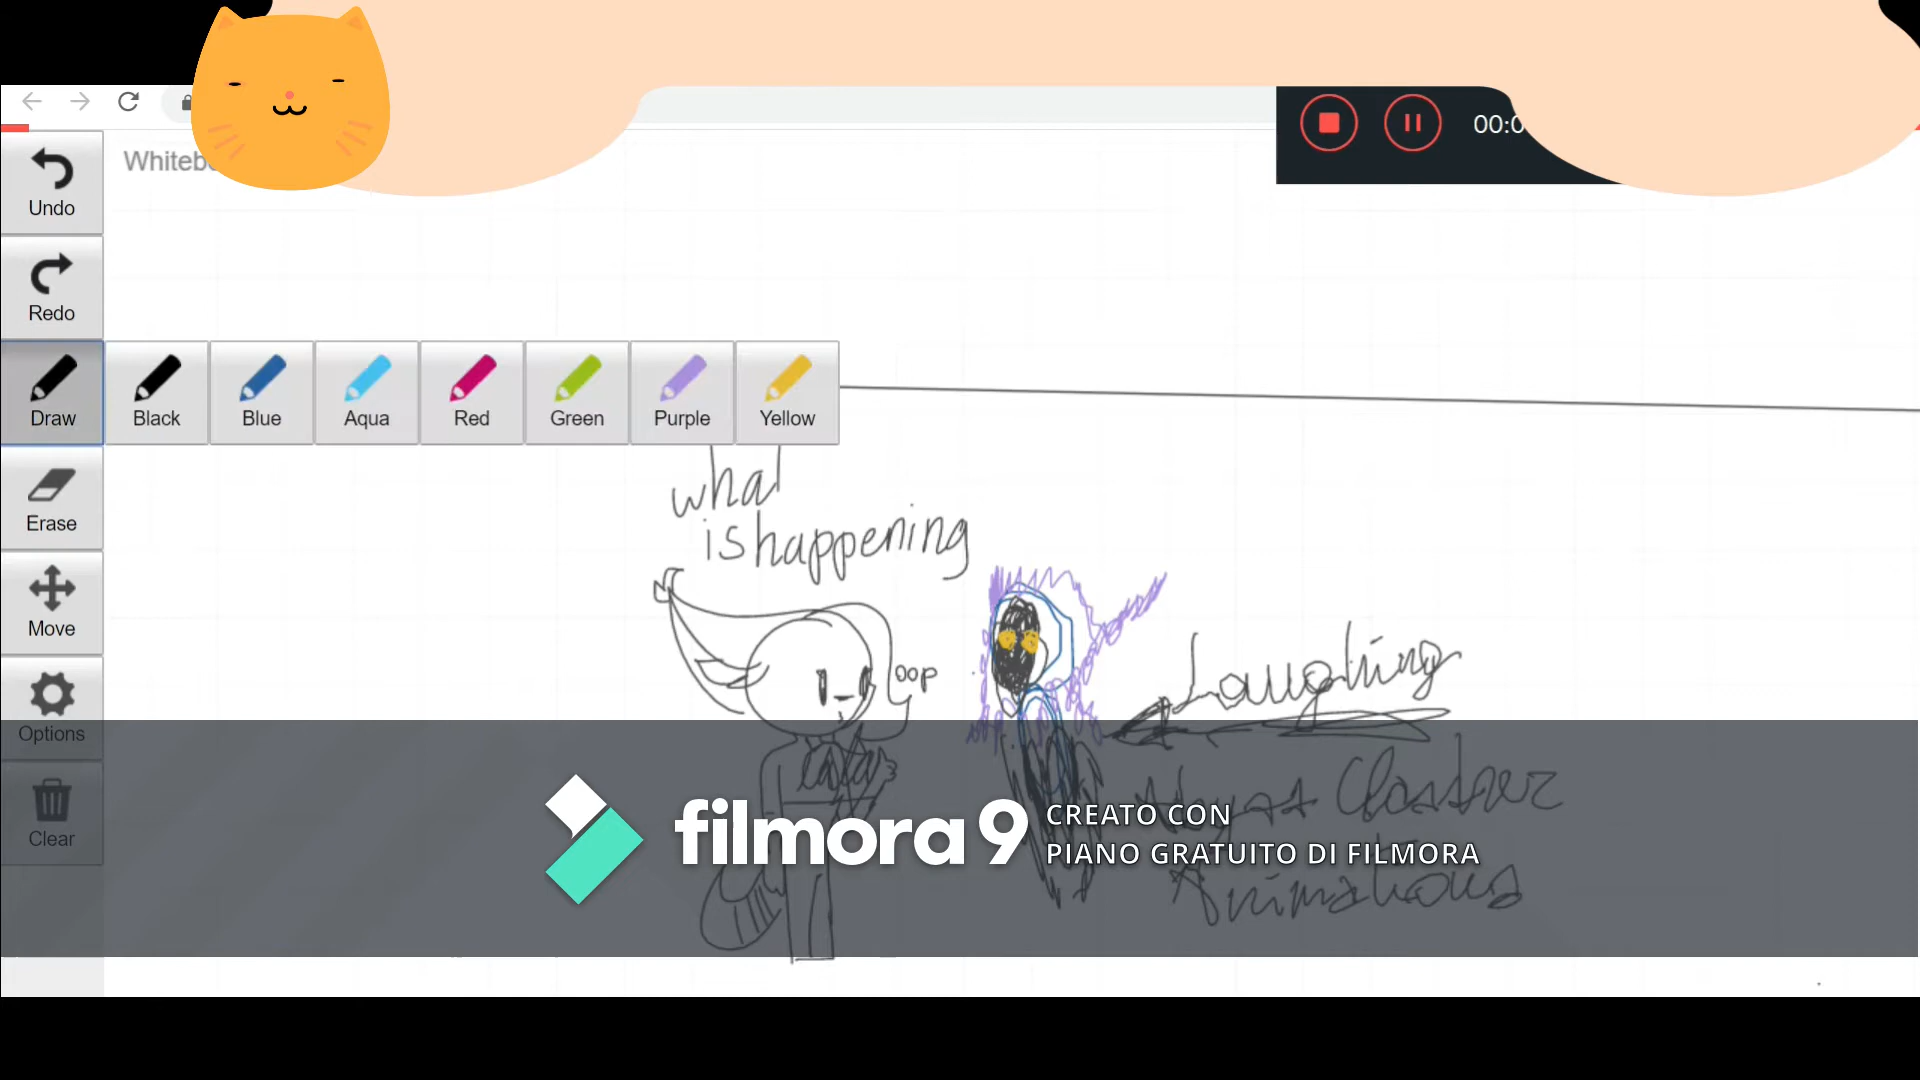 00:0
Whiteb
Undo
Redo
Draw Black Blue Aqua Red Green Purple Yellow
what
is happening
Erase
Move
oop
Laughing
Options
Clear
filmora 9
CREATO CON
PIANO GRATUITO DI FILMORA
Animations